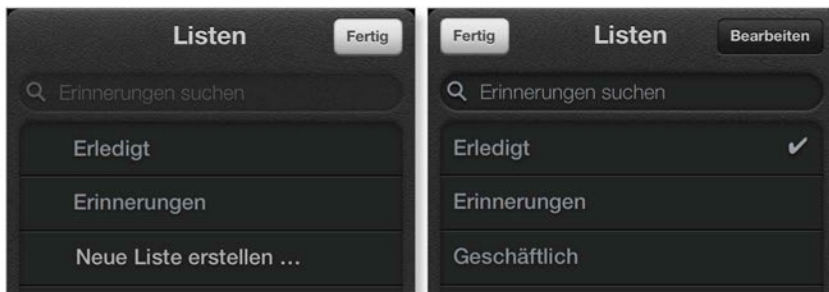 Listen Fertig
Erinnerungen suchen
Erledigt
Erinnerungen
Neue Liste erstellen ...
Fertig Listen Bearbeiten
Erinnerungen suchen
Erledigt
Erinnerungen
Geschäftlich